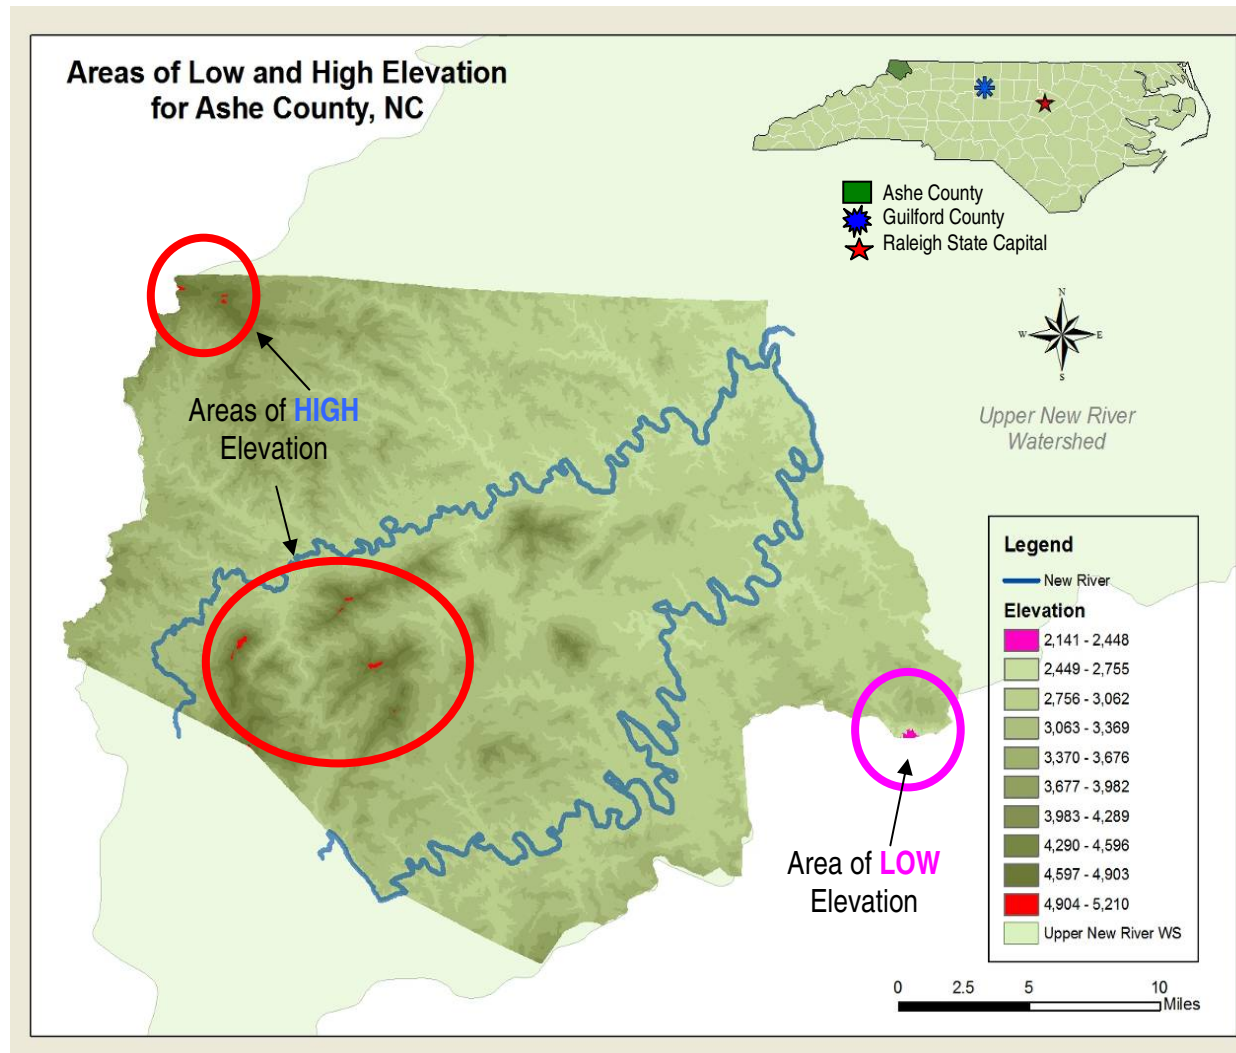 Areas of Low and High Elevation
for Ashe County, NC
Ashe County
Guilford County
Raleigh State Capital
N
W
E
S
Upper New River
Watershed
Areas of HIGH
Elevation
Area of LOW
Elevation
Legend
New River
Elevation
2,141 - 2,448
2,449 - 2,755
2,756 - 3,062
3,063 - 3,369
3,370 - 3,676
3,677 - 3,982
3,983 - 4,289
4,290 - 4,596
4,597 - 4,903
4,904 - 5,210
Upper New River WS
0 2.5 5 10
Miles